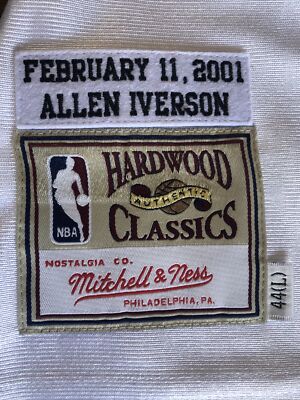 FEBRUARY 11, 2001
ALLEN IVERSON
NBA
HARDWOOD
AUTHENTIC
CLASSICS
NOSTALGIA CO.
Mitchell & Ness
PHILADELPHIA, PA.
44(L)